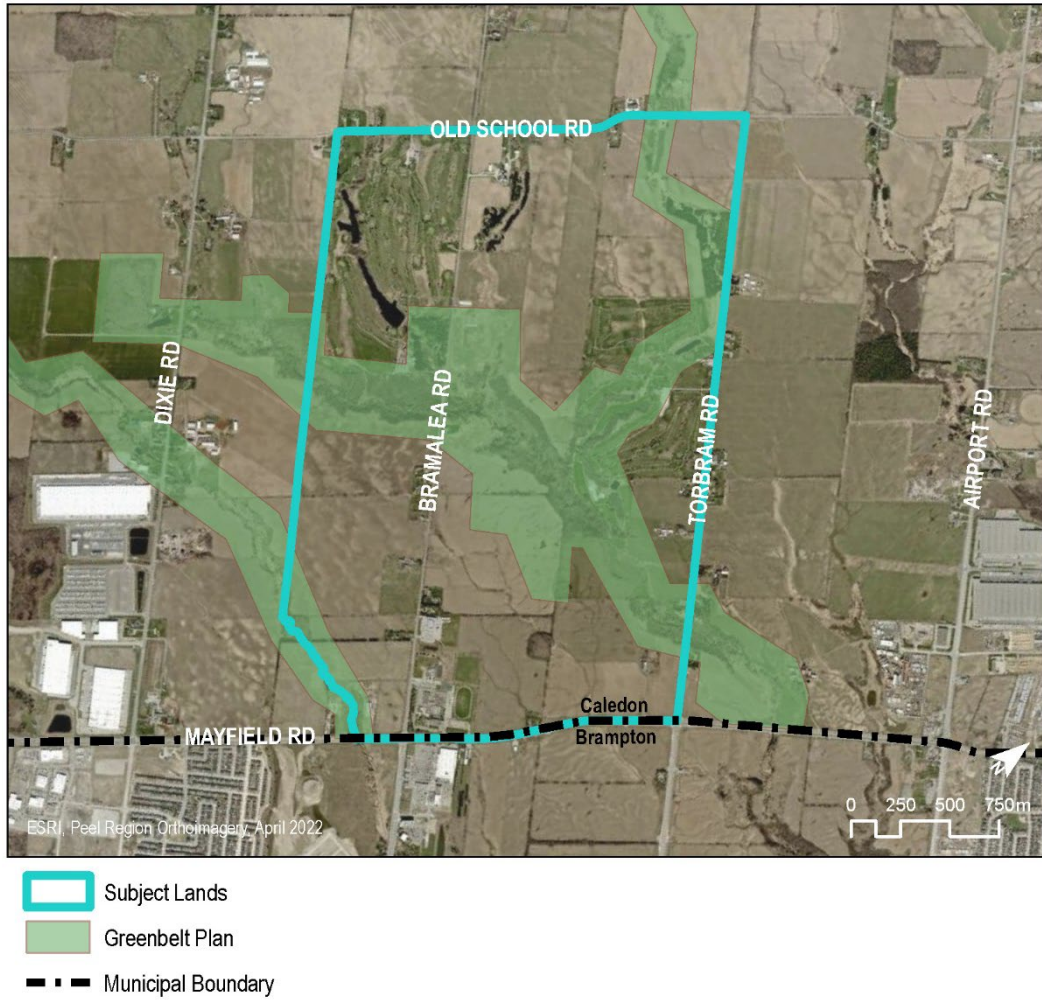 OLD SCHOOL RD
DIXIE RD
BRAMALEA RD
TORBRAM RD
AIRPORT RD
Caledon
MAYFIELD RD
Brampton
0 250 500 750m
ESRI, Peel Region Orthoimagery, April 2022
Subject Lands
Greenbelt Plan
Municipal Boundary